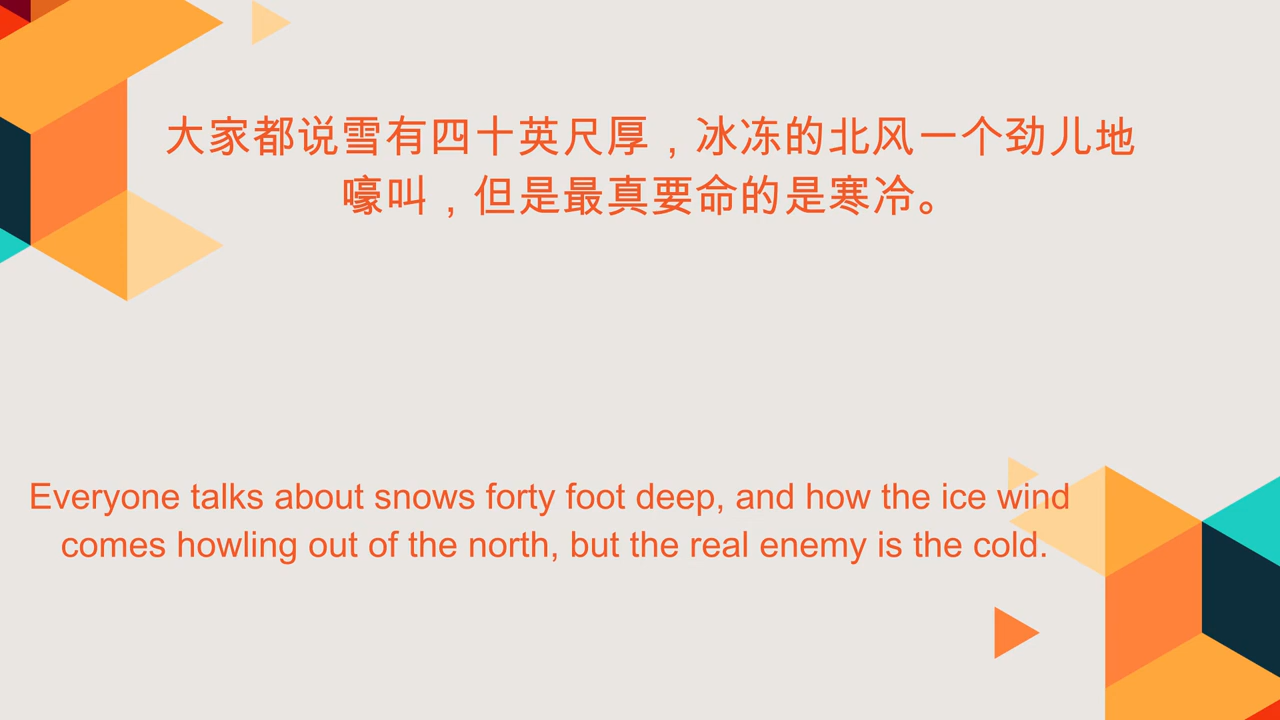 大家都说雪有四十英尺厚，冰冻的北风一个劲儿地
嚎叫，但是最真要命的是寒冷。
Everyone talks about snows forty foot deep, and how the ice wind
comes howling out of the north, but the real enemy is the cold.